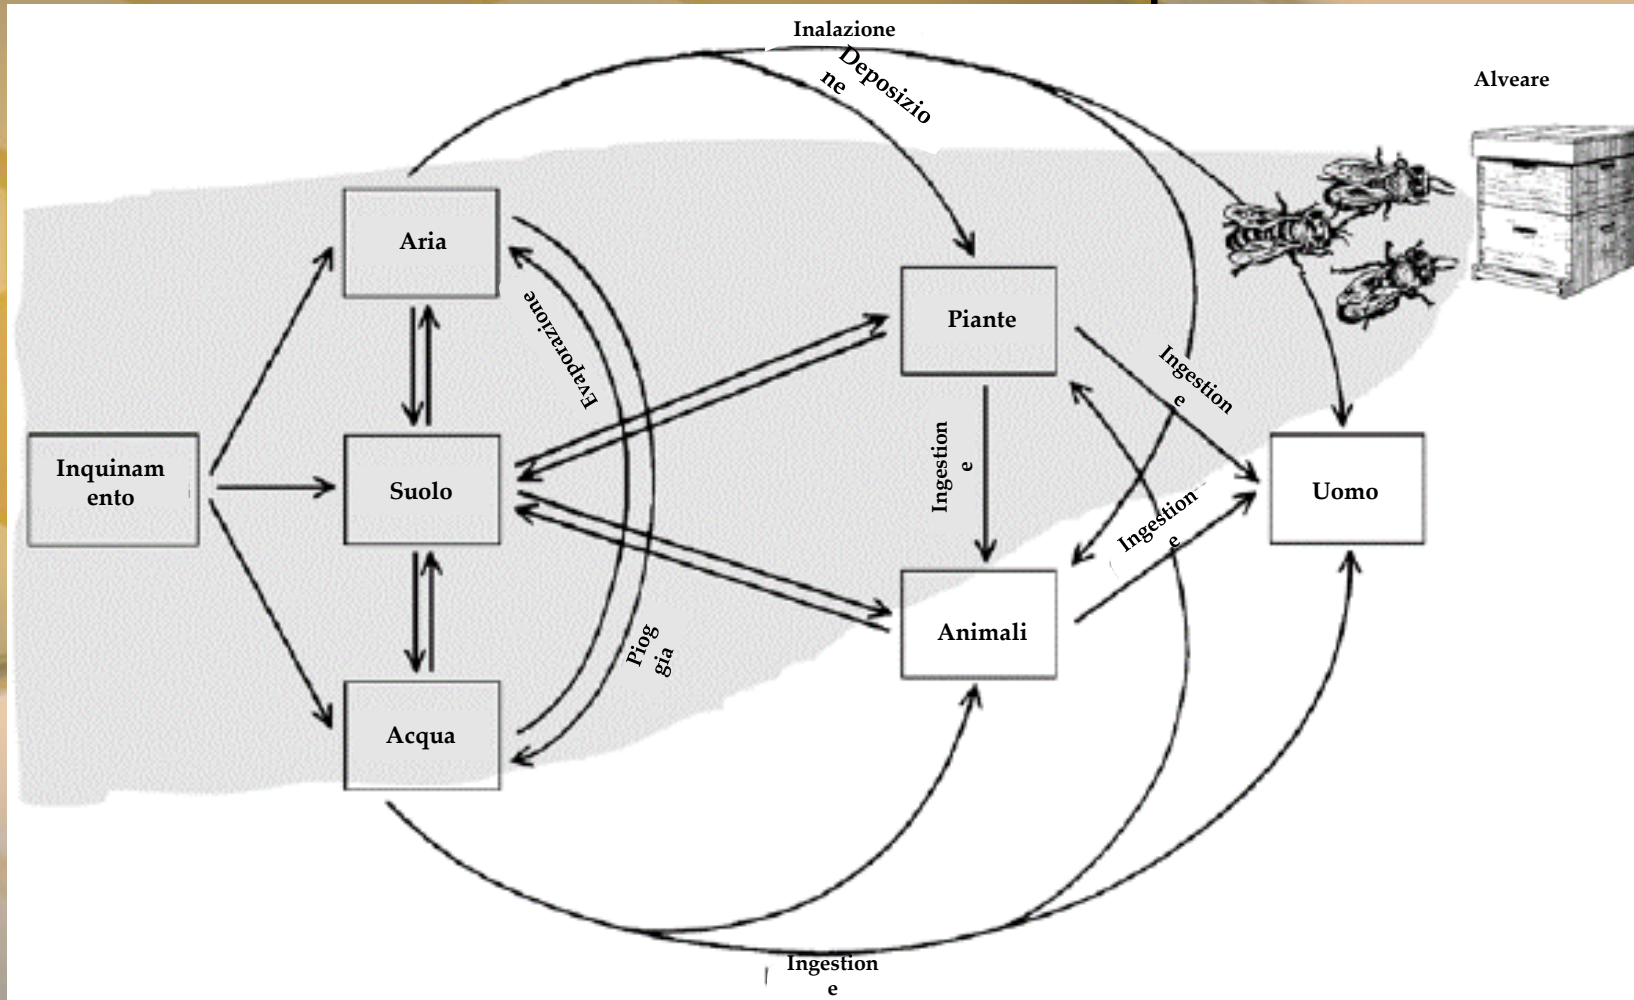 Inalazione
Deposizio
ne
Alveare
Aria
Evaporazione
Piante
Ingestion
e
Ingestion
e
Inquinam
ento
Suolo
Uomo
Ingestion
e
Animali
Piog
gia
Acqua
Ingestion
e